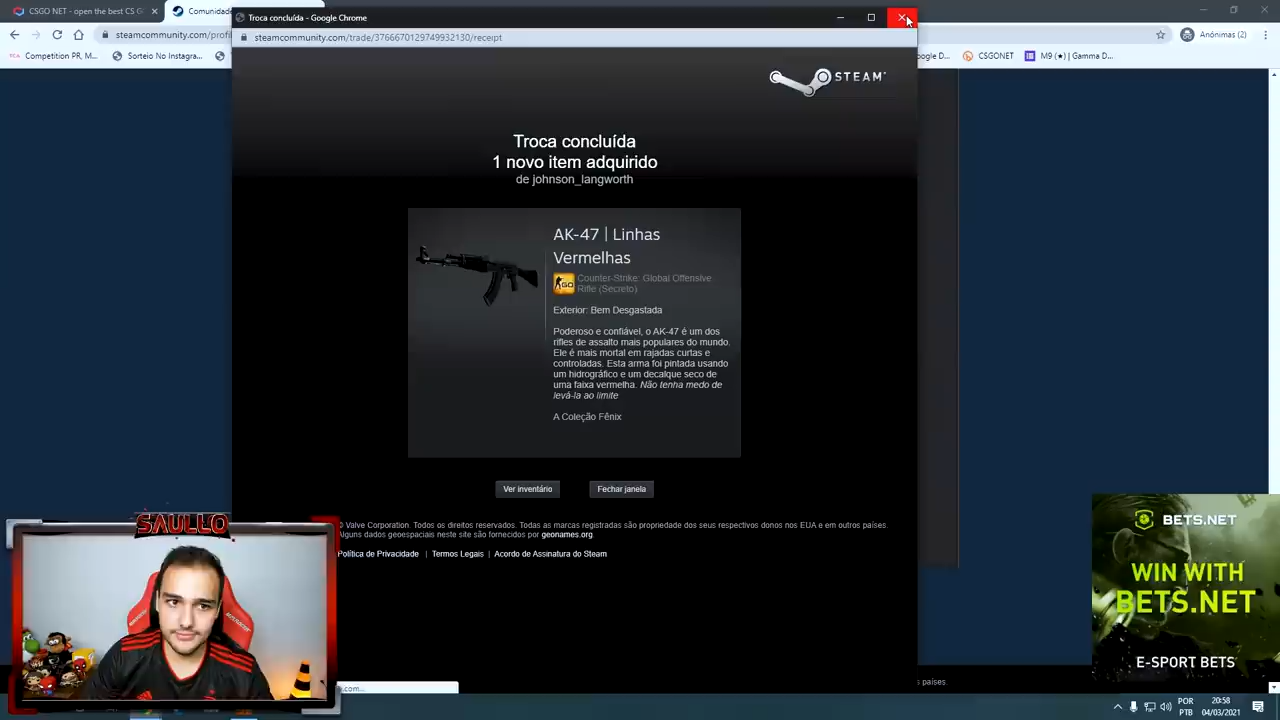 CSGO NET - open the best CS G
Comunid
Troca concluída - Google Chrome
steamcommunity.com/trade/3766670129749932130/receipt
steamcommunity.com/profi
Anónimas (2)
Competition PR, M...
Sorteio No Instagra...
oogle D...
CSGONET
M9 (★) | Gamma D...
STEAM
Troca concluída
1 novo item adquirido
de johnson_langworth
AK-47 | Linhas
Vermelhas
Counter-Strike: Global Offensive
Rifle (Secreto)
Exterior: Bem Desgastada
Poderoso e confiável, o AK-47 é um dos
rifles de assalto mais populares do mundo.
Ele é mais mortal em rajadas curtas e
controladas. Esta arma foi pintada usando
um hidrográfico e um decalque seco de
uma faixa vermelha. Não tenha medo de
levá-la ao limite
A Coleção Fênix
Ver inventário
Fechar janela
© Valve Corporation. Todos os direitos reservados. Todas as marcas registradas são propriedade dos seus respectivos donos nos EUA e em outros países.
Alguns dados geoespaciais neste site são fornecidos por geonames.org.
Política de Privacidade | Termos Legais | Acordo de Assinatura do Steam
SAULLO
BETS.NET
WIN WITH
BETS.NET
E-SPORT BETS
s países.
.com...
POR
PTB
20:58
04/03/2021